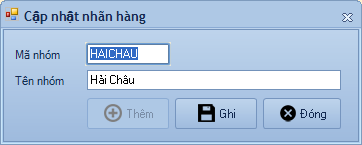 Cập nhật nhãn hàng
Mã nhóm HAICHAU
Tên nhóm Hải Châu
Thêm Ghi Đóng